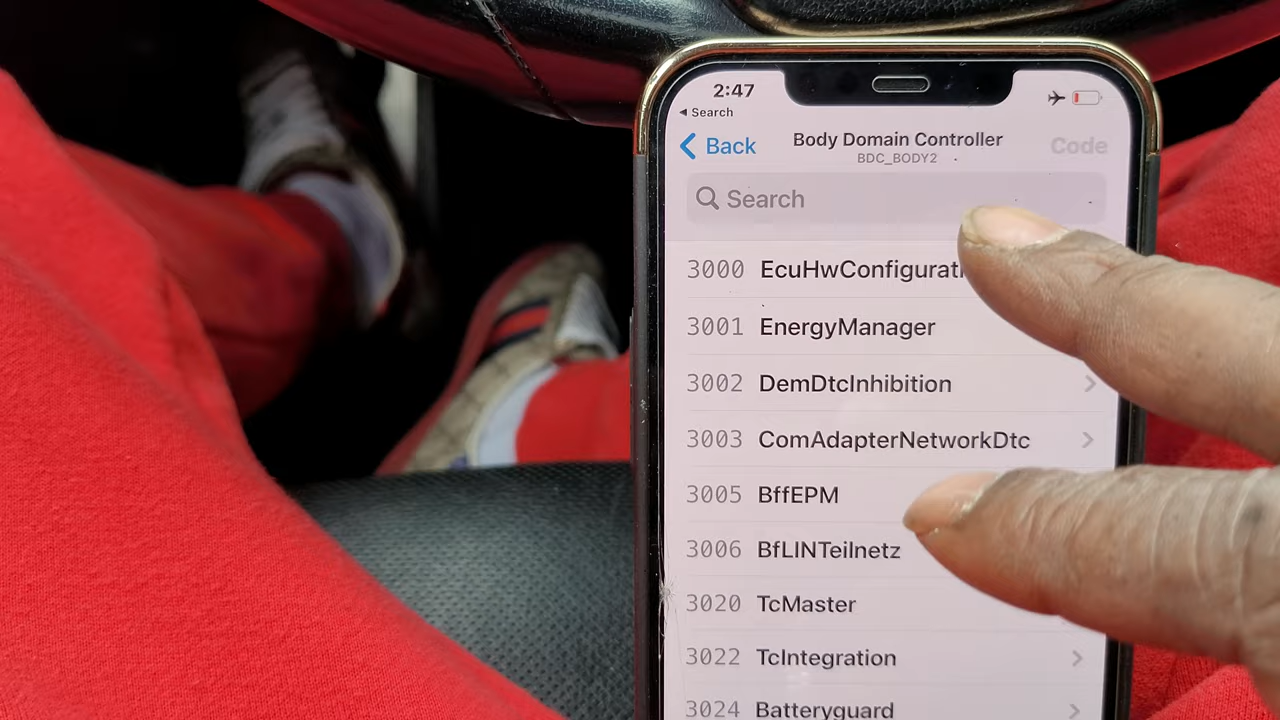 2:47
Search
Back
Body Domain Controller
BDC_BODY2
Code
Search
3000
3001 EnergyManager
3002 DemDtcInhibition
3003 ComAdapterNetworkDtc
3005 BffEPM
3006 BfLINTeilnetz
3020 TcMaster
3022 TcIntegration
3024 Batteryguard